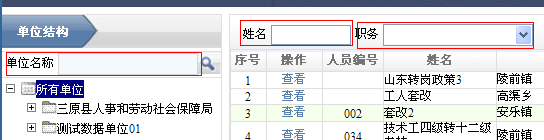 单位结构
单位名称
所有单位
三原县人事和劳动社会保障局
测试数据单位01
姓名 职务
序号 操作 人员编号 姓名
1 查看 山东转岗政策3 陵前镇
2 查看 工人套改 高渠乡
3 查看 002 套改2 安乐镇
4 查看 034 技术工四级转十二级 陵前镇